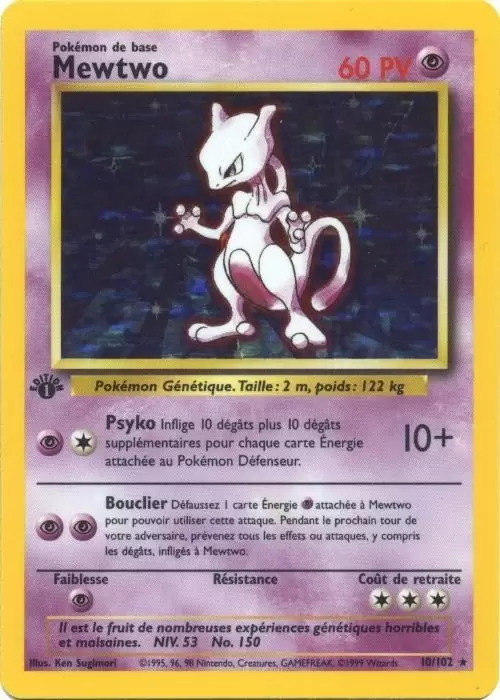 Pokémon de base
Mewtwo
60 PV
EDITION
1
Pokémon Génétique. Taille: 2 m, poids: 122 kg
Psyko Inflige 10 dégâts plus 10 dégâts
supplémentaires pour chaque carte Énergie
attachée au Pokémon Défenseur.
10+
Bouclier Défaussez 1 carte Énergie attachée à Mewtwo
pour pouvoir utiliser cette attaque. Pendant le prochain tour de
votre adversaire, prévenez tous les effets ou attaques, y compris
les dégâts, infligés à Mewtwo.
Faiblesse Résistance Coût de retraite
Il est le fruit de nombreuses expériences génétiques horribles
et malsaines. NIV. 53 No. 150
Illus. Ken Sugimori ©1995, 96, 98 Nintendo, Creatures, GAMEFREAK. ©1999 Wizards. 10/102 ★